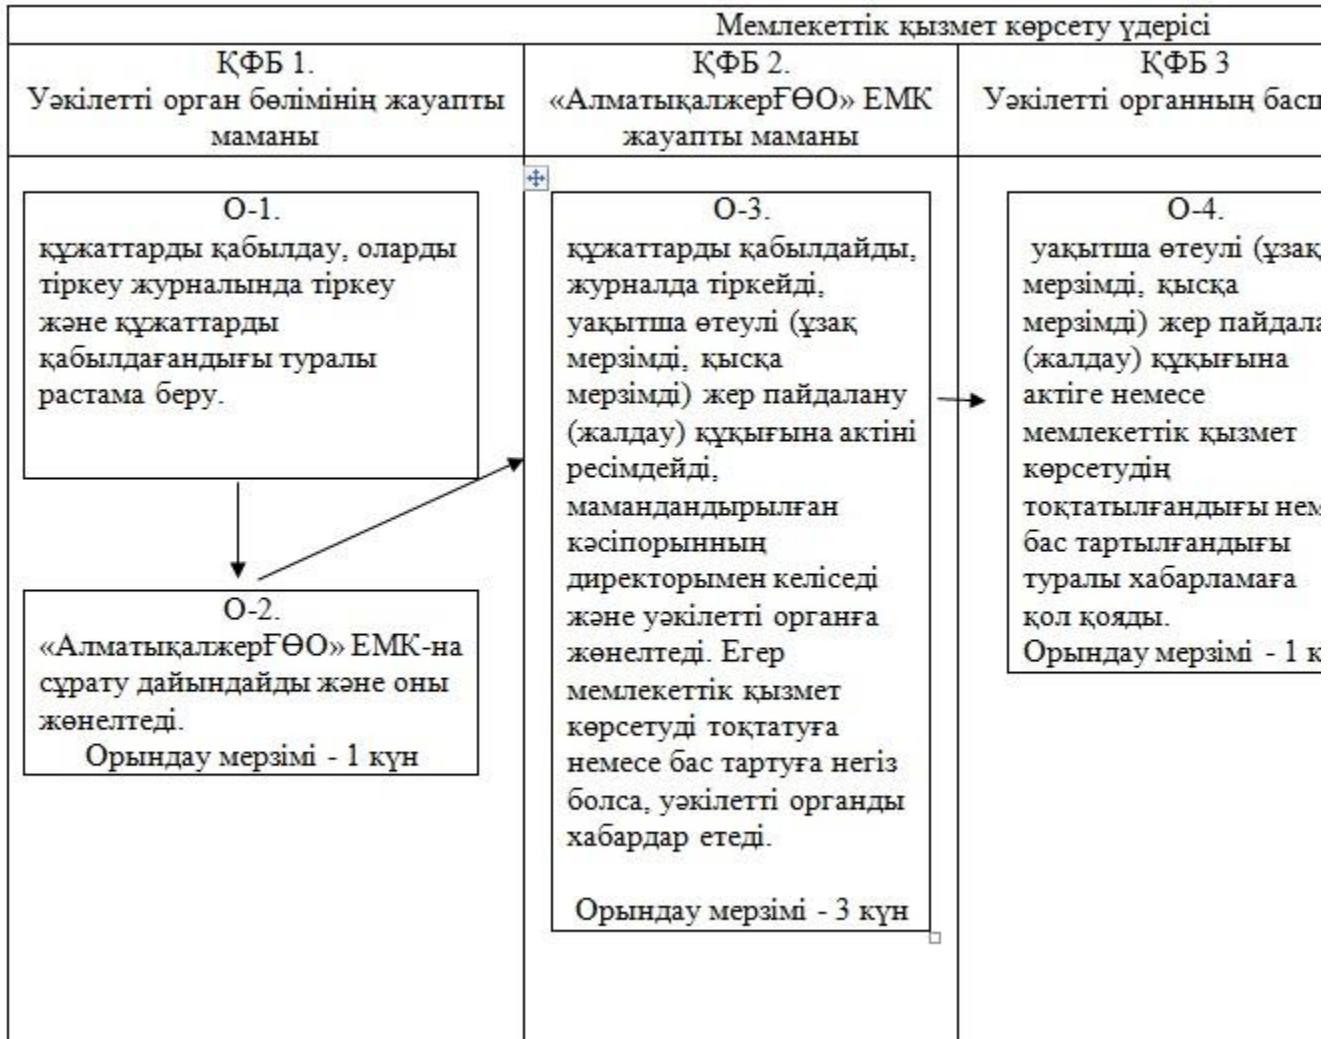 Мемлекеттік қызмет көрсету үдерісі
ҚФБ 1.
Уәкілетті орган бөлімінің жауапты
маманы
ҚФБ 2.
«АлматықалжерҒӨО» ЕМК
жауапты маманы
ҚФБ 3
Уәкілетті органның
О-1.
құжаттарды қабылдау, оларды
тіркеу журналында тіркеу
және құжаттарды
қабылдағандығы туралы
растама беру.
О-2.
«АлматықалжерҒӨО» ЕМК-на
сұрату дайындайды және оны
жөнелтеді.
Орындау мерзімі - 1 күн
О-3.
құжаттарды қабылдайды,
журналда тіркейді,
уақытша өтеулі (ұзақ
мерзімді, қысқа
мерзімді) жер пайдалану
(жалдау) құқығына актіні
ресімдейді,
мамандандырылған
кәсіпорынның
директорымен келіседі
және уәкілетті органға
жөнелтеді. Егер
мемлекеттік қызмет
көрсетуді тоқтатуға
немесе бас тартуға негіз
болса, уәкілетті органды
хабардар етеді.
Орындау мерзімі - 3 күн
О-4.
уақытша өтеулі (ұзақ
мерзімді, қысқа
мерзімді) жер
(жалдау) құқығына
актіге немесе
мемлекеттік қызмет
көрсетудің
тоқтатылғандығы
бас тартылғандығы
туралы хабарламаға
қол қояды.
Орындау мерзімі - 1